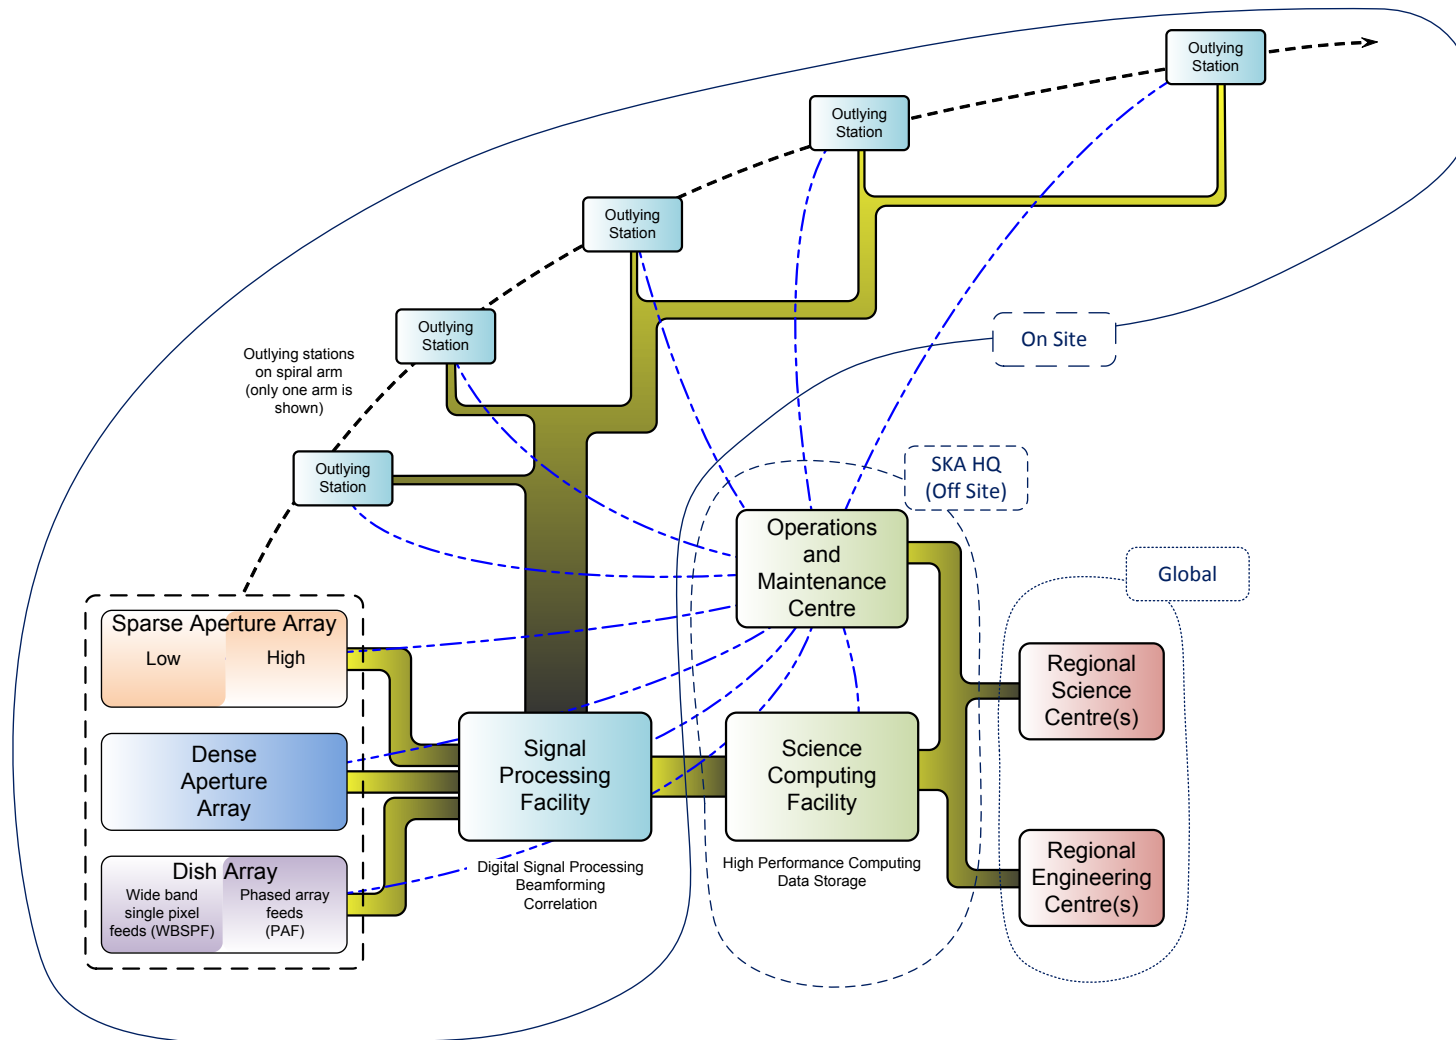 Outlying
Station
Outlying
Station
Outlying
Station
Outlying
Station
Outlying stations
on spiral arm
(only one arm is
shown)
Outlying
Station
On Site
SKA HQ
(Off Site)
Operations
and
Maintenance
Centre
Global
Sparse Aperture Array
Low
High
Regional
Science
Centre(s)
Dense
Aperture
Array
Signal
Processing
Facility
Science
Computing
Facility
Digital Signal Processing
Beamforming
Correlation
High Performance Computing
Data Storage
Dish Array
Wide band
single pixel
feeds (WBSPF)
Phased array
feeds
(PAF)
Regional
Engineering
Centre(s)